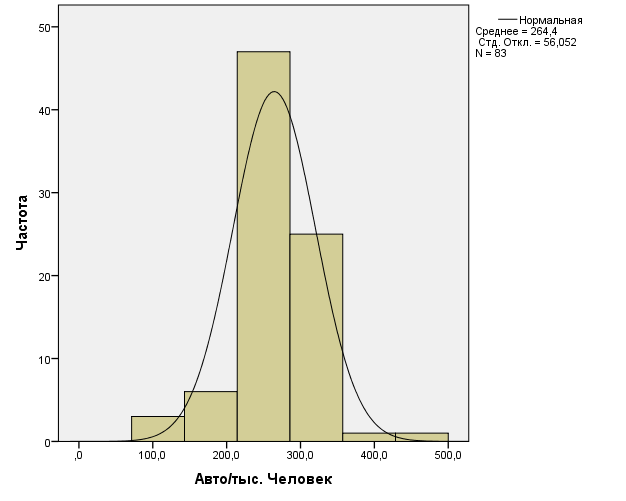 Нормальная
Среднее = 264,4
Стд. Откл. = 56,052
N = 83
50
40
30
20
10
0
Частота
,0
100,0
200,0
300,0
400,0
500,0
Авто/тыс. Человек